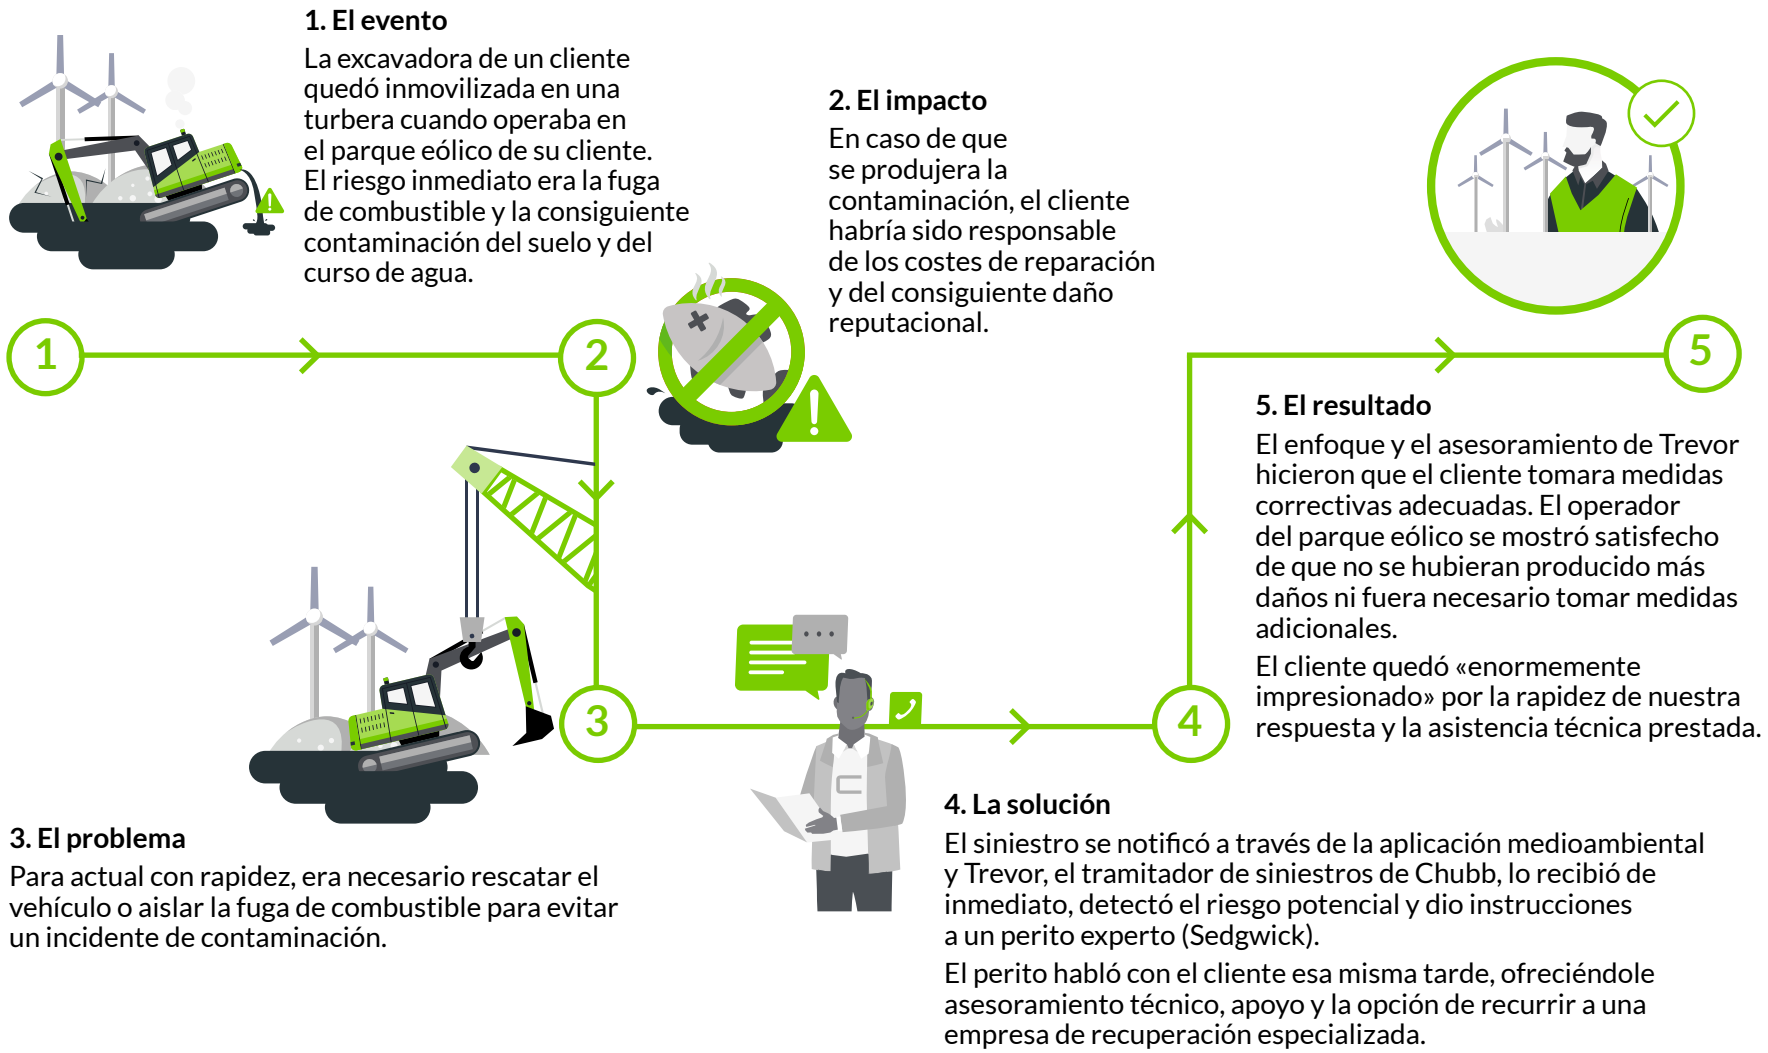 1. El evento
La excavadora de un cliente
quedó inmovilizada en una
turbera cuando operaba en
el parque eólico de su cliente.
El riesgo inmediato era la fuga
de combustible y la consiguiente
contaminación del suelo y del
curso de agua.
2. El impacto
En caso de que
se produjera la
contaminación, el cliente
habría sido responsable
de los costes de reparación
y del consiguiente daño
reputacional.
1
2
5
5. El resultado
El enfoque y el asesoramiento de Trevor
hicieron que el cliente tomara medidas
correctivas adecuadas. El operador
del parque eólico se mostró satisfecho
de que no se hubieran producido más
daños ni fuera necesario tomar medidas
adicionales.
El cliente quedó «enormemente
impresionado» por la rapidez de nuestra
respuesta y la asistencia técnica prestada.
3
4
3. El problema
Para actual con rapidez, era necesario rescatar el
vehículo o aislar la fuga de combustible para evitar
un incidente de contaminación.
4. La solución
El siniestro se notificó a través de la aplicación medioambiental
y Trevor, el tramitador de siniestros de Chubb, lo recibió de
inmediato, detectó el riesgo potencial y dio instrucciones
a un perito experto (Sedgwick).
El perito habló con el cliente esa misma tarde, ofreciéndole
asesoramiento técnico, apoyo y la opción de recurrir a una
empresa de recuperación especializada.